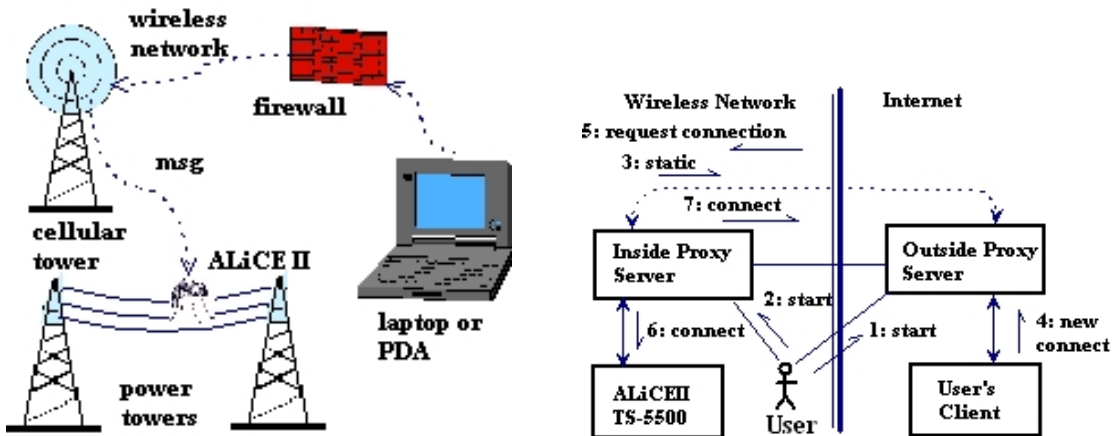 wireless
network
firewall
msg
cellular
tower
ALiCE II
laptop or
PDA
power
towers
Wireless Network
Internet
5: request connection
3: static
7: connect
Inside Proxy
Server
Outside Proxy
Server
2: start
1: start
6: connect
4: new
connect
ALiCEII
TS-5500
User
User's
Client